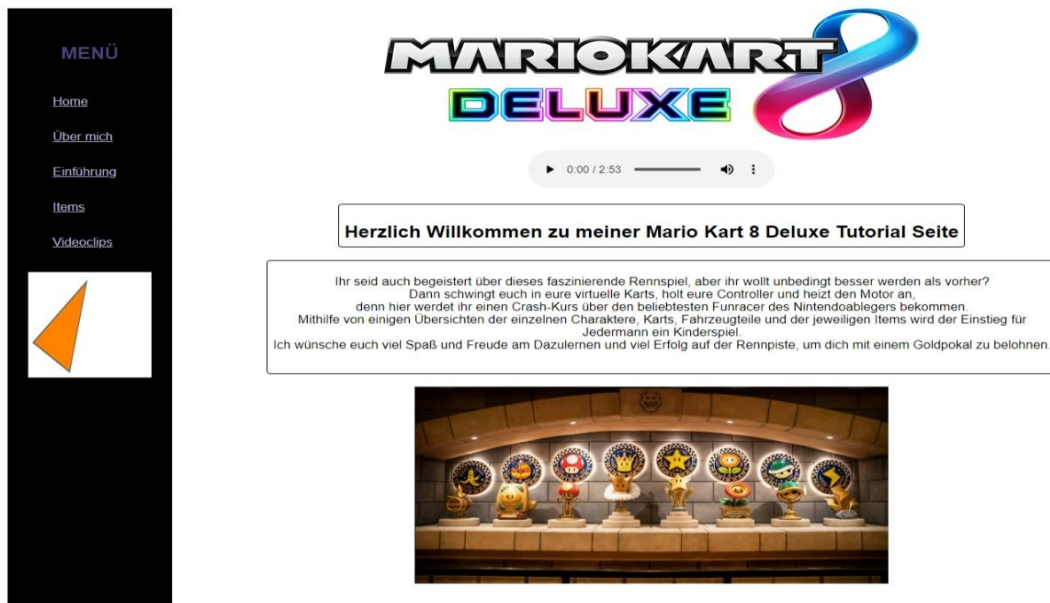 MENÜ
Home
Über mich
Einführung
Items
Videoclips
MARIOKART 8
DELUXE
0:00 / 2:53
Herzlich Willkommen zu meiner Mario Kart 8 Deluxe Tutorial Seite
Ihr seid auch begeistert über dieses faszinierende Rennspiel, aber ihr wollt unbedingt besser werden als vorher?
Dann schwingt euch in eure virtuelle Karts, holt eure Controller und heizt den Motor an,
denn hier werdet ihr einen Crash-Kurs über den beliebtesten Funracer des Nintendoablegers bekommen.
Mithilfe von einigen Übersichten der einzelnen Charaktere, Karts, Fahrzeugteile und der jeweiligen Items wird der Einstieg für
Jedermann ein Kinderspiel.
Ich wünsche euch viel Spaß und Freude am Dazulernen und viel Erfolg auf der Rennpiste, um dich mit einem Goldpokal zu belohnen.